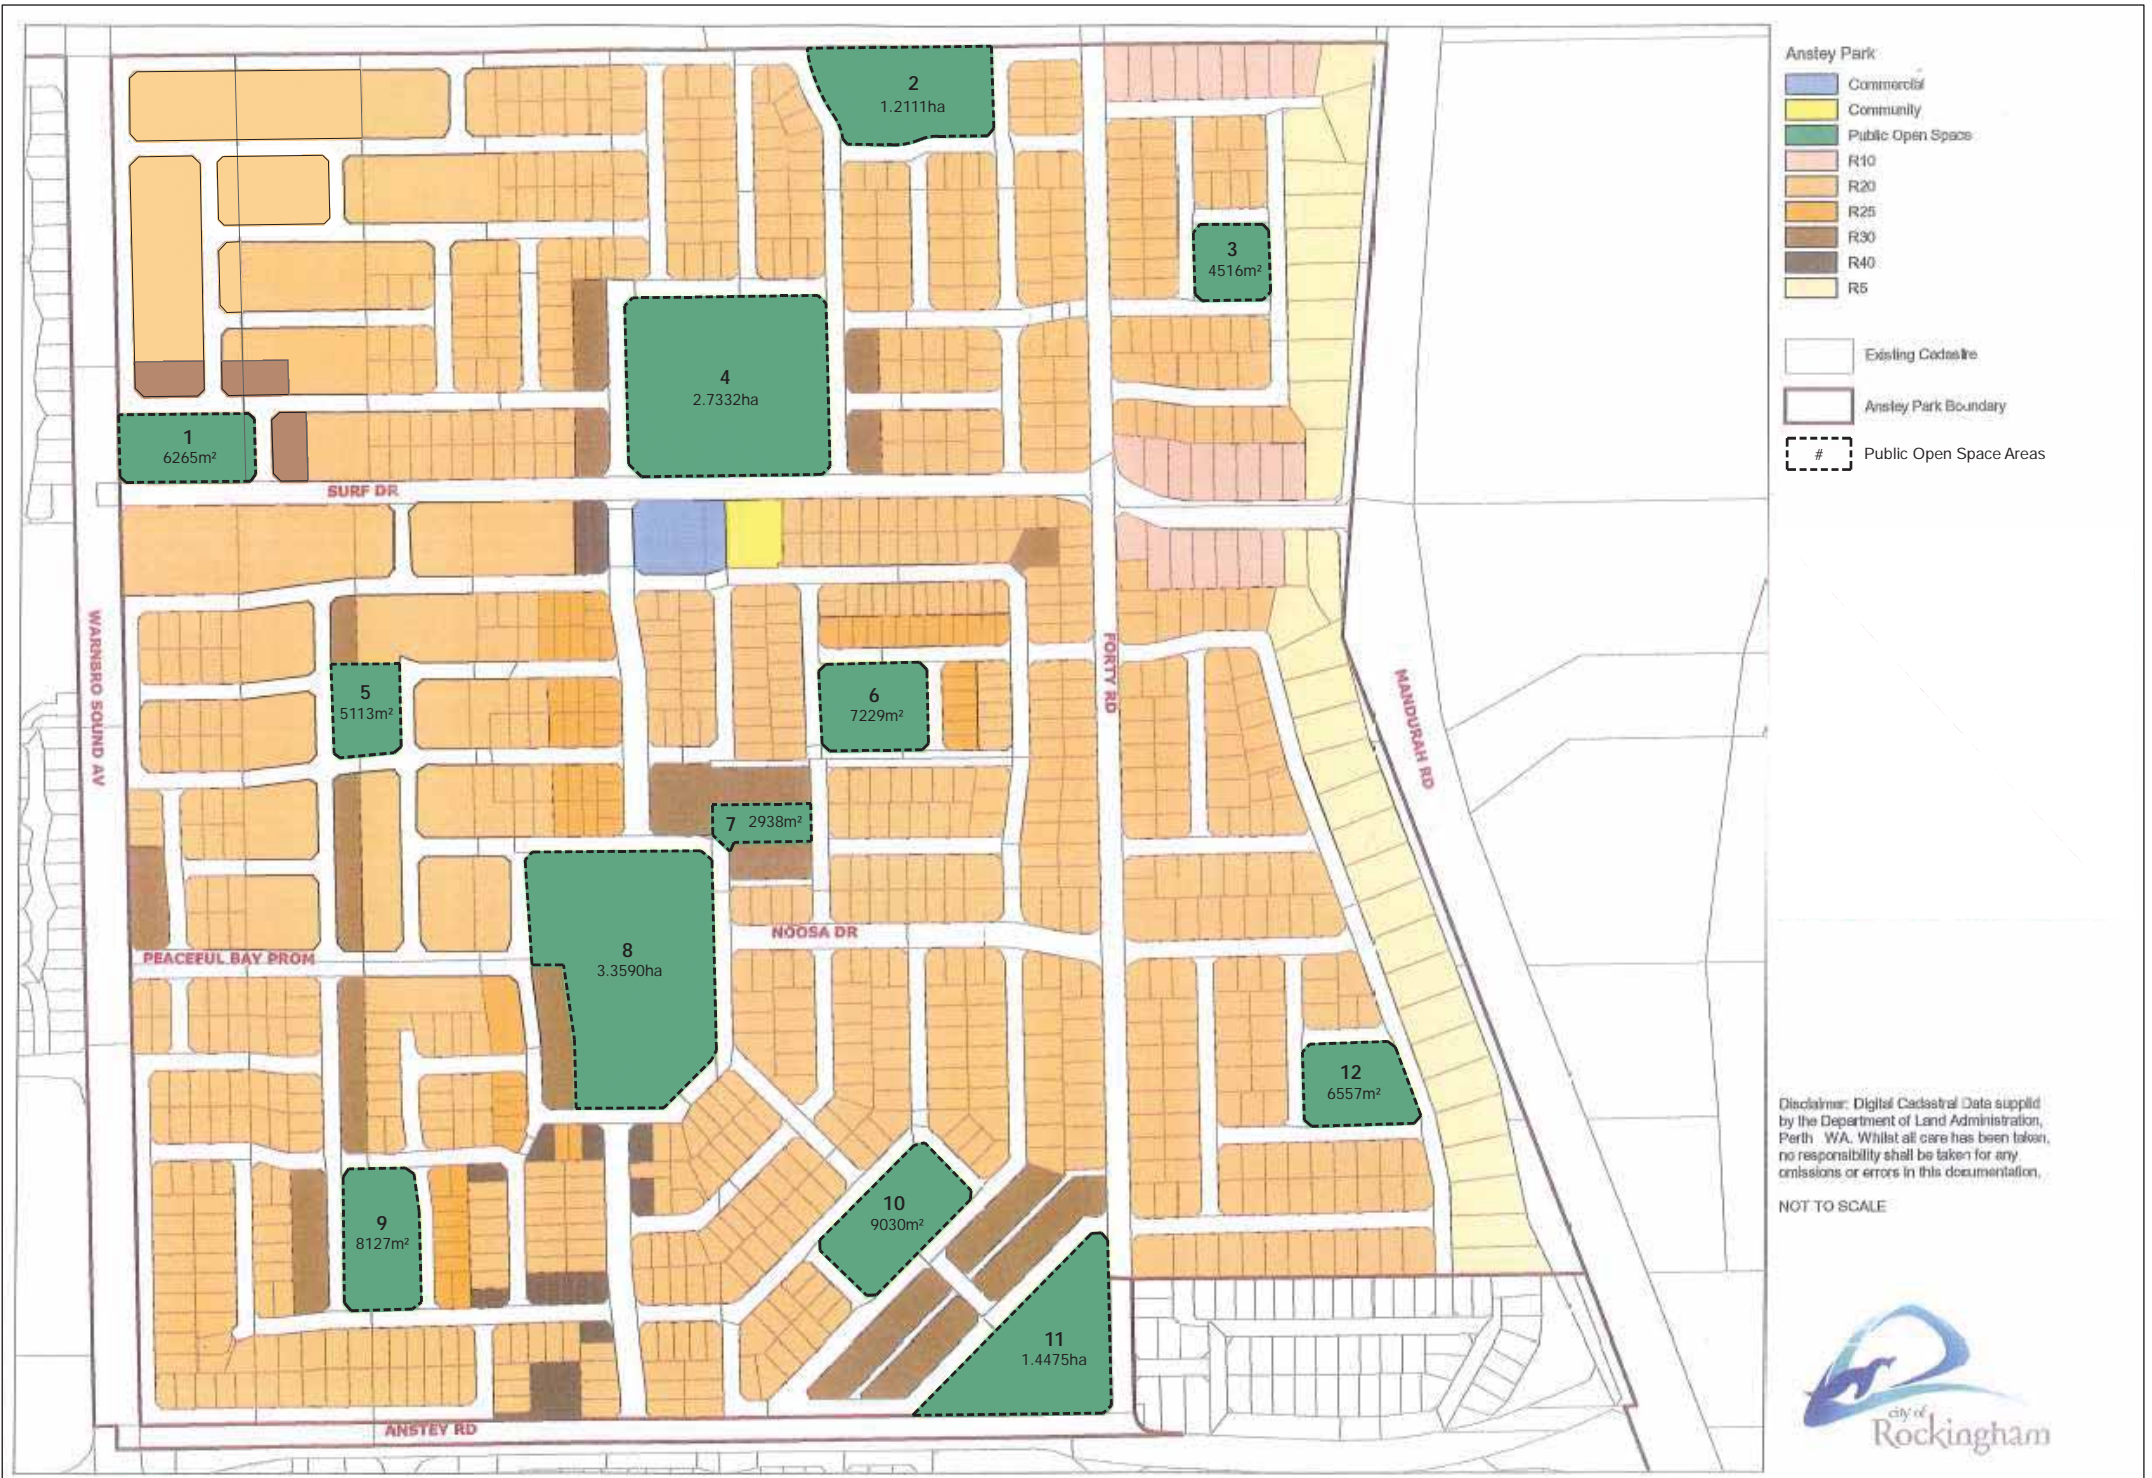 2
1.2111ha
3
4516m²
4
2.7332ha
1
6265m²
SURF DR
WARNBRO SOUND AV
FORTY RD
MANDURAH RD
5
5113m²
6
7229m²
7 2938m²
8
3.3590ha
NOOSA DR
PEACEFUL BAY PROM
12
6557m²
9
8127m²
10
9030m²
11
1.4475ha
ANSTEY RD
Anstey Park
Commercial
Community
Public Open Space
R10
R20
R25
R30
R40
R5
Existing Cadastre
Anstey Park Boundary
# Public Open Space Areas
Disclaimer: Digital Cadastral Data supplid
by the Department of Land Administration,
Perth WA. Whilst all care has been taken,
no responsibility shall be taken for any
omissions or errors in this documentation.
NOT TO SCALE
city of
Rockingham